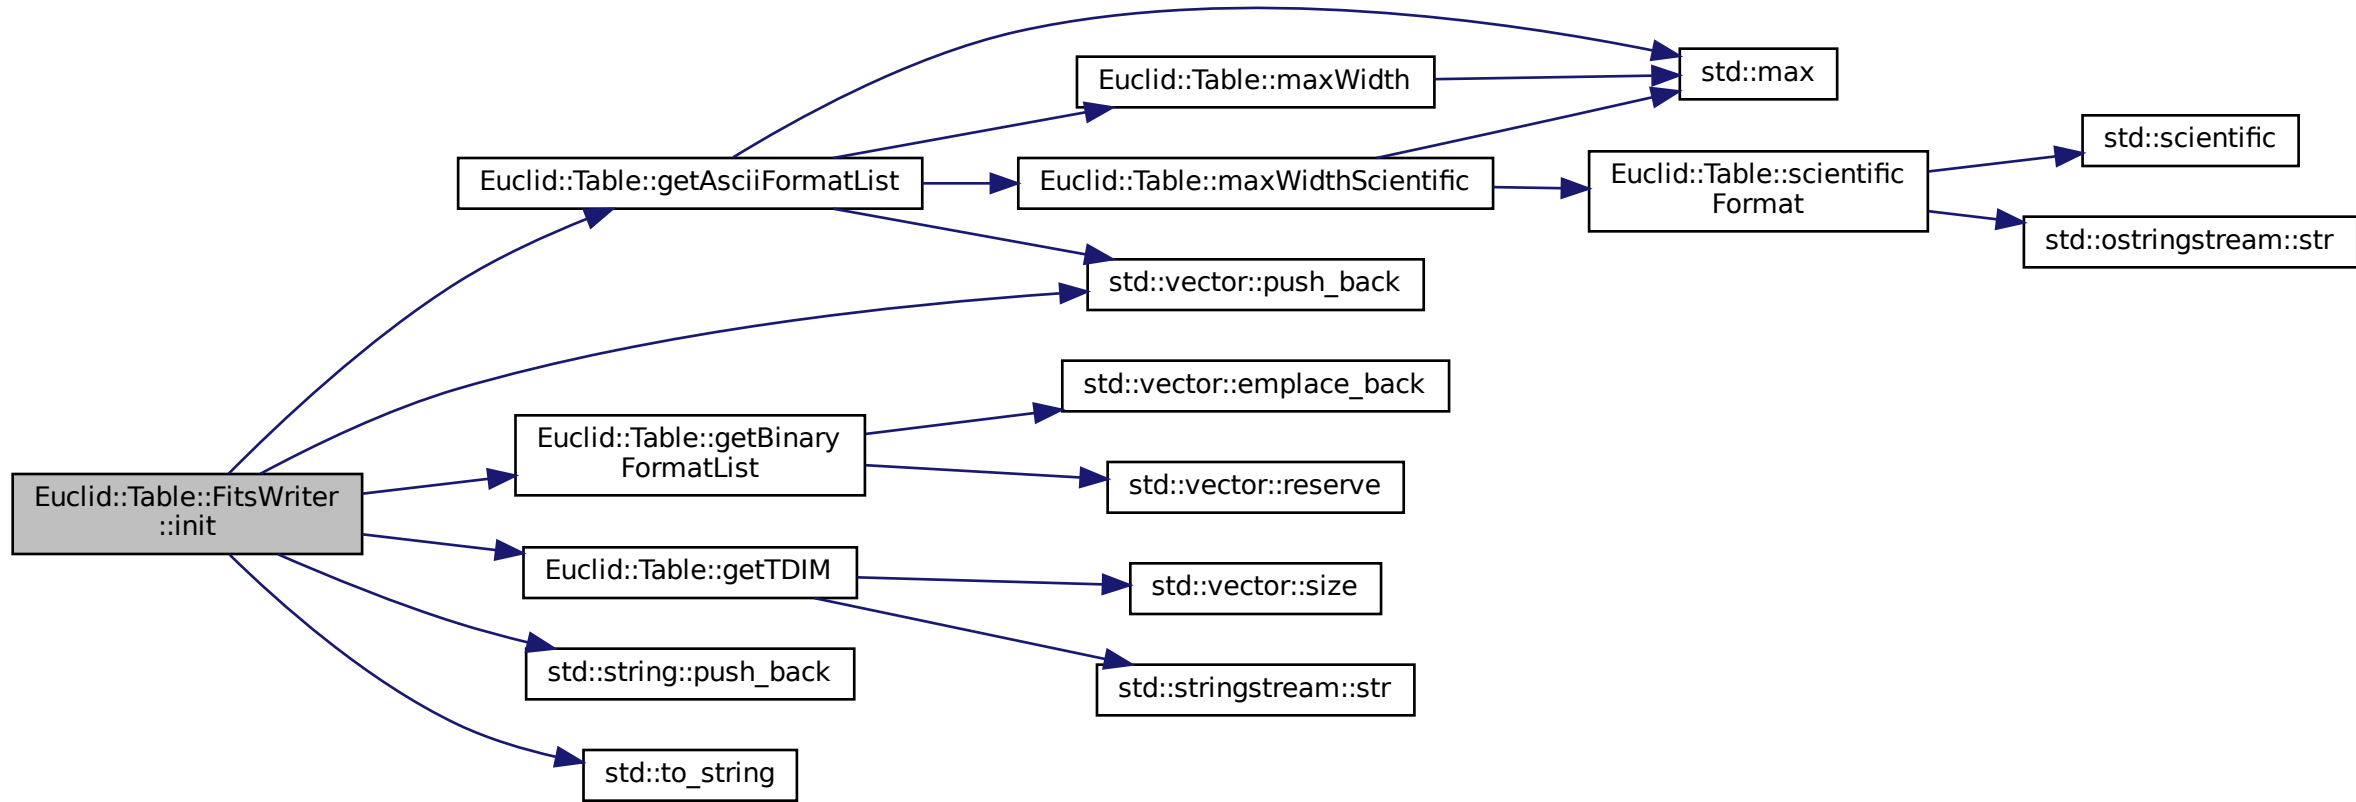 Euclid::Table::FitsWriter
::init
Euclid::Table::getAsciiFormatList
std::max
Euclid::Table::maxWidth
Euclid::Table::maxWidthScientific
Euclid::Table::scientific
Format
std::scientific
std::ostringstream::str
std::vector::push_back
Euclid::Table::getBinary
FormatList
std::vector::emplace_back
std::vector::reserve
Euclid::Table::getTDIM
std::vector::size
std::stringstream::str
std::string::push_back
std::to_string